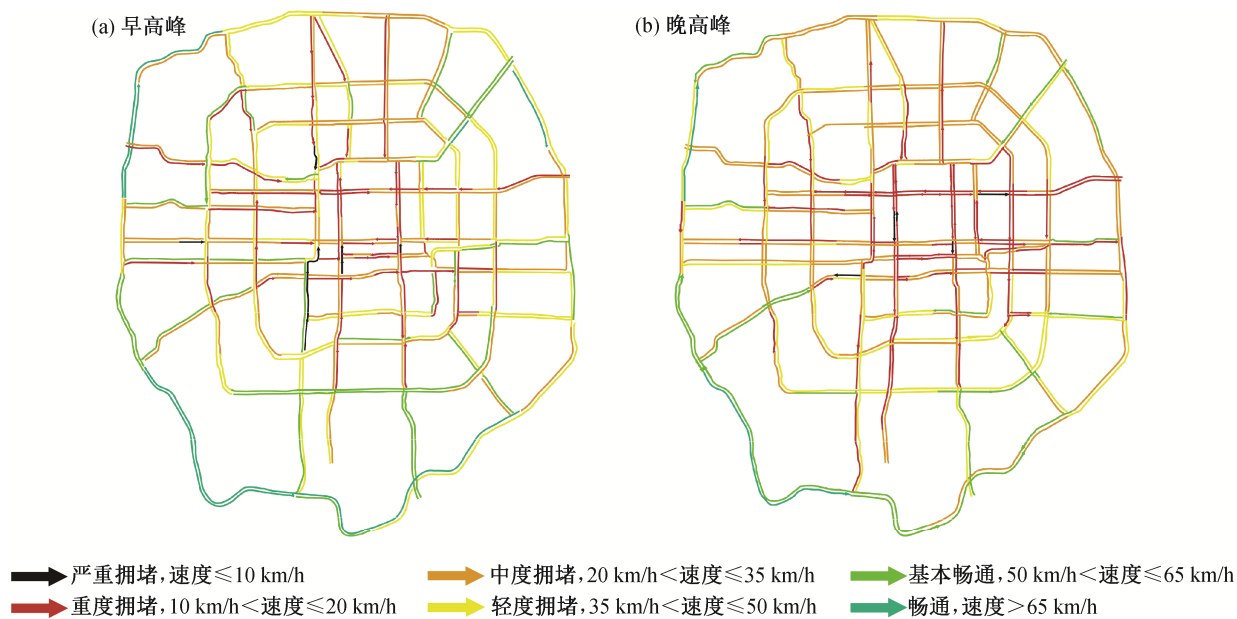 (a) 早高峰
(b) 晚高峰
严重拥堵,速度≤10 km/h
中度拥堵,20 km/h<速度≤35 km/h
基本畅通,50 km/h<速度≤65 km/h
重度拥堵,10 km/h<速度≤20 km/h
轻度拥堵,35 km/h<速度≤50 km/h
畅通,速度>65 km/h